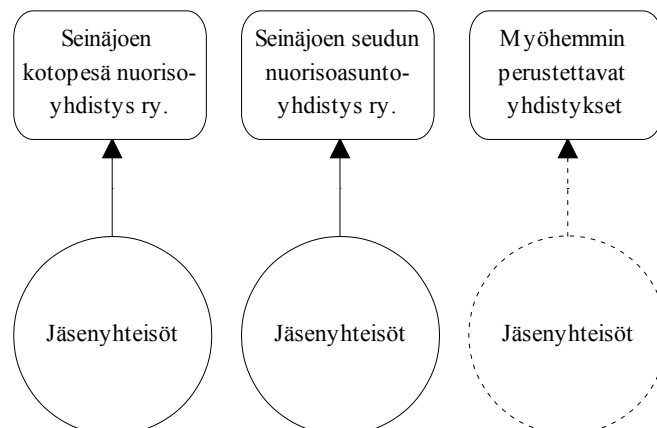 Seinäjoen
kotopesä nuoriso-
yhdistys ry.
Seinäjoen seudun
nuorisoasunto-
yhdistys ry.
Myöhemmin
perustettavat
yhdistykset
Jäsenyhteisöt
Jäsenyhteisöt
Jäsenyhteisöt